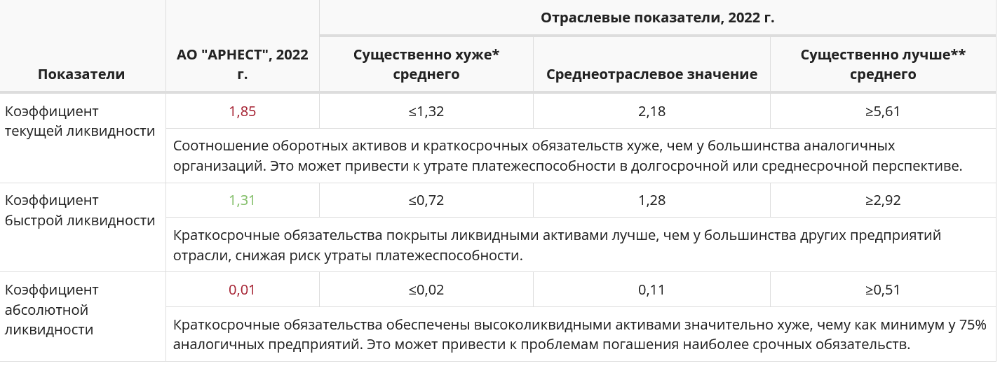 Показатели
АО "АРНЕСТ", 2022
г.
Отраслевые показатели, 2022 г.
Существенно хуже*
среднего
Среднеотраслевое значение
Существенно лучше**
среднего
Коэффициент
текущей ликвидности
1,85
≤1,32
2,18
≥5,61
Соотношение оборотных активов и краткосрочных обязательств хуже, чем у большинства аналогичных
организаций. Это может привести к утрате платежеспособности в долгосрочной или среднесрочной перспективе.
Коэффициент
быстрой ликвидности
1,31
≤0,72
1,28
≥2,92
Краткосрочные обязательства покрыты ликвидными активами лучше, чем у большинства других предприятий
отрасли, снижая риск утраты платежеспособности.
Коэффициент
абсолютной
ликвидности
0,01
≤0,02
0,11
≥0,51
Краткосрочные обязательства обеспечены высоколиквидными активами значительно хуже, чему как минимум у 75%
аналогичных предприятий. Это может привести к проблемам погашения наиболее срочных обязательств.